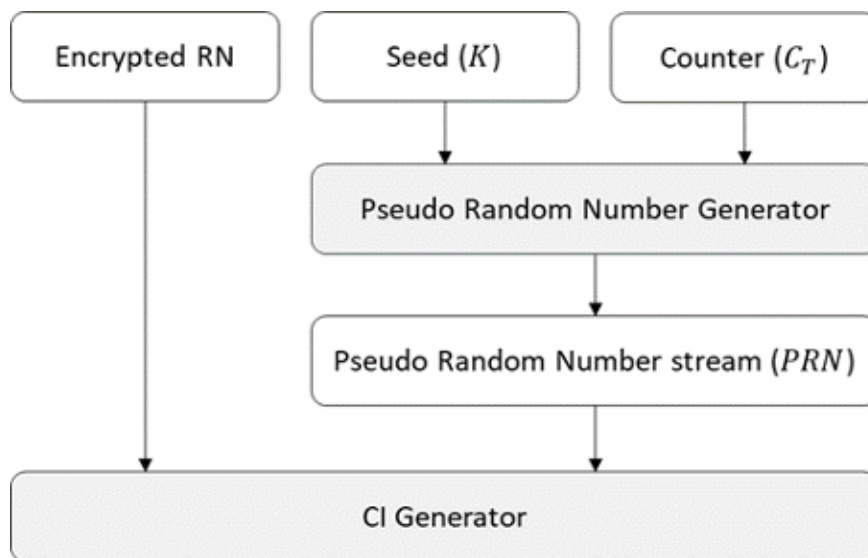 Encrypted RN
Seed (K)
Counter (C_T)
Pseudo Random Number Generator
Pseudo Random Number stream (PRN)
CI Generator